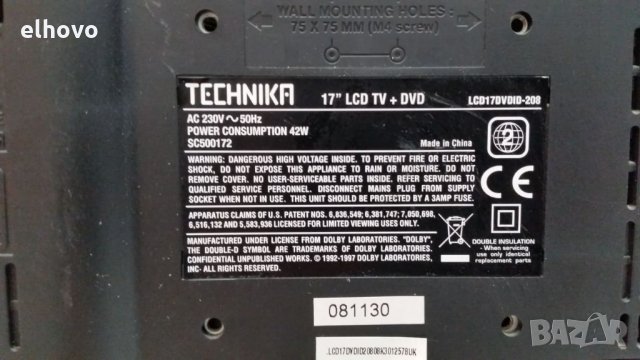 elhovo
WALL MOUNTING HOLES :
75 X 75 MM (M4 screw)
TECHNIKA 17" LCD TV + DVD LCD17DVDID-208
AC 230V ~ 50Hz
POWER CONSUMPTION 42W
SC500172 Made in China
WARNING: DANGEROUS HIGH VOLTAGE INSIDE. TO PREVENT FIRE OR ELECTRIC
SHOCK, DO NOT EXPOSE THIS APPLIANCE TO RAIN OR MOISTURE. DO NOT
REMOVE COVER. NO USER-SERVICEABLE PARTS INSIDE. REFER SERVICING TO
QUALIFIED SERVICE PERSONNEL. DISCONNECT MAINS PLUG FROM SUPPLY
SOCKET WHEN NOT IN USE. THIS UNIT SHOULD BE PROTECTED BY A 3AMP FUSE.
2
CE
APPARATUS CLAIMS OF U.S. PATENT NOS. 6,836,549; 6,381,747; 7,050,698,
6,516,132 AND 5,583,936 LICENSED FOR LIMITED VIEWING USES ONLY.
MANUFACTURED UNDER LICENSE FROM DOLBY LABORATORIES. "DOLBY",
THE DOUBLE-D SYMBOL ARE TRADEMARKS OF DOLBY LABORATORIES.
CONFIDENTIAL UNPUBLISHED WORKS. © 1992-1997 DOLBY LABORATORIES,
INC- ALL RIGHTS RESERVED.
DOUBLE INSULATION
- When servicing
use only identical
replacement parts
081130
LCD17DVDID20808K3012578UK
BAZAR